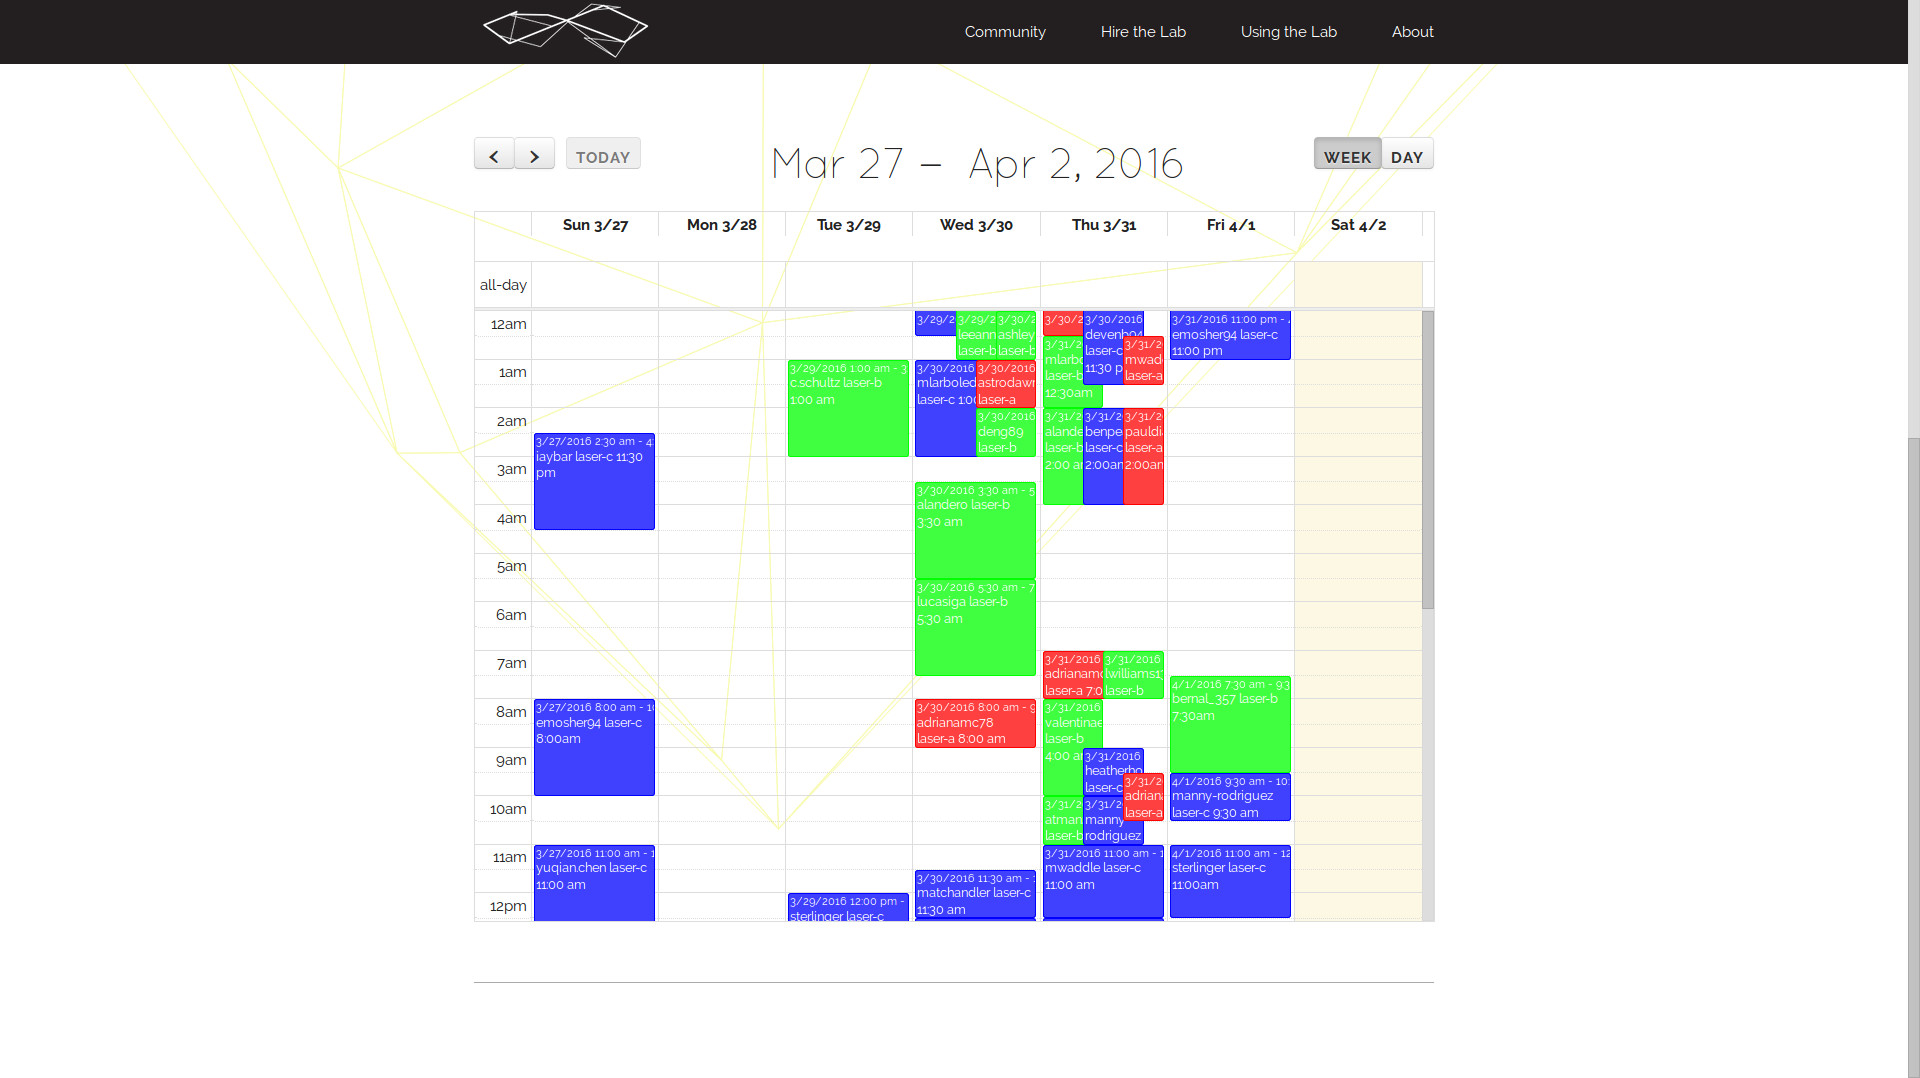 Community Hire the Lab Using the Lab About
TODAY
Mar 27 – Apr 2, 2016
WEEK DAY
Sun 3/27 Mon 3/28 Tue 3/29 Wed 3/30 Thu 3/31 Fri 4/1 Sat 4/2
all-day
12am
1am
2am
3am
4am
5am
6am
7am
8am
9am
10am
11am
12pm
3/27/2016 2:30 am - 4:
iaybar laser-c 11:30
pm
3/27/2016 8:00 am - 10
emosher94 laser-c
8:00am
3/27/2016 11:00 am - 1
yuqian.chen laser-c
11:00 am
3/29/2016 1:00 am - 3
c.schultz laser-b
1:00 am
3/29/2016 12:00 pm -
sterlinger laser-c
3/29/2
3/29/2
leeann
laser-b
3/30/2
ashley
laser-b
3/30/2016
mlarboled
laser-c 1:00
3/30/2016
astrodawn
laser-a
3/30/2016
deng89
laser-b
3/30/2016 3:30 am - 5
alandero laser-b
3:30 am
3/30/2016 5:30 am - 7
lucasiga laser-b
5:30 am
3/30/2016 8:00 am - 9
adrianamc78
laser-a 8:00 am
3/30/2016 11:30 am - 1
matchandler laser-c
11:30 am
3/30/2
3/30/2016
devenb94
laser-c
11:30 p
3/31/2
mlarbo
laser-b
12:30am
3/31/2
mwad
laser-a
3/31/2
alande
laser-b
2:00 a
3/31/2
benpe
laser-c
2:00am
3/31/2
pauldi
laser-a
2:00am
3/31/2016
adrianamc
laser-a 7:0
3/31/2016
lwilliams1
laser-b
3/31/2016
valentinae
laser-b
4:00 a
3/31/2016
heatherho
laser-c
3/31/2
adrian
laser-a
3/31/2
atman
laser-b
3/31/2
manny
rodriguez
3/31/2016 11:00 am - 1
mwaddle laser-c
11:00 am
3/31/2016 11:00 pm -
emosher94 laser-c
11:00 pm
4/1/2016 7:30 am - 9:3
bernal_357 laser-b
7:30am
4/1/2016 9:30 am - 10:
manny-rodriguez
laser-c 9:30 am
4/1/2016 11:00 am - 12
sterlinger laser-c
11:00am